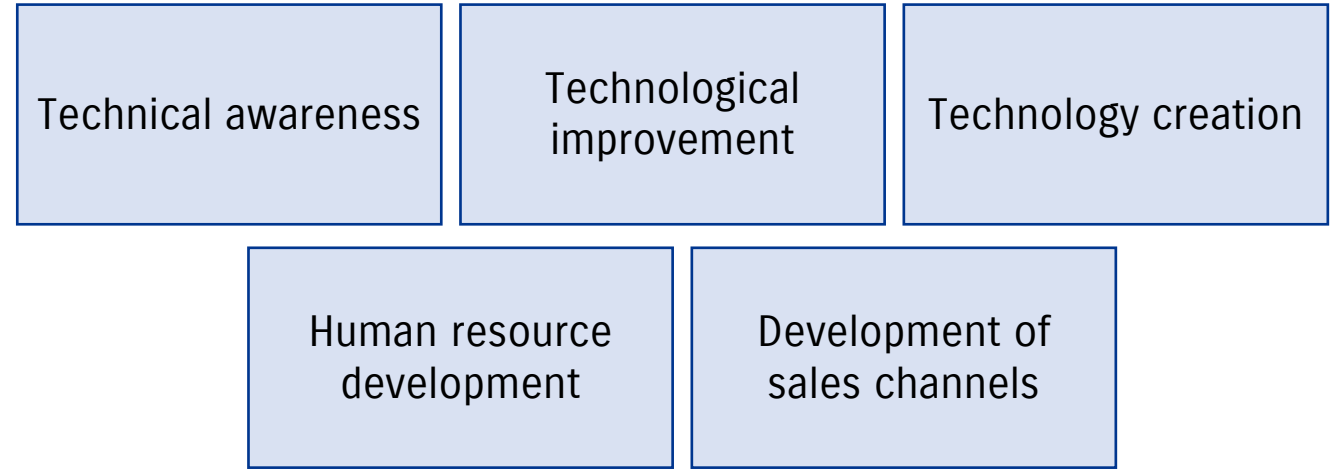 Technical awareness
Technological
improvement
Technology creation
Human resource
development
Development of
sales channels